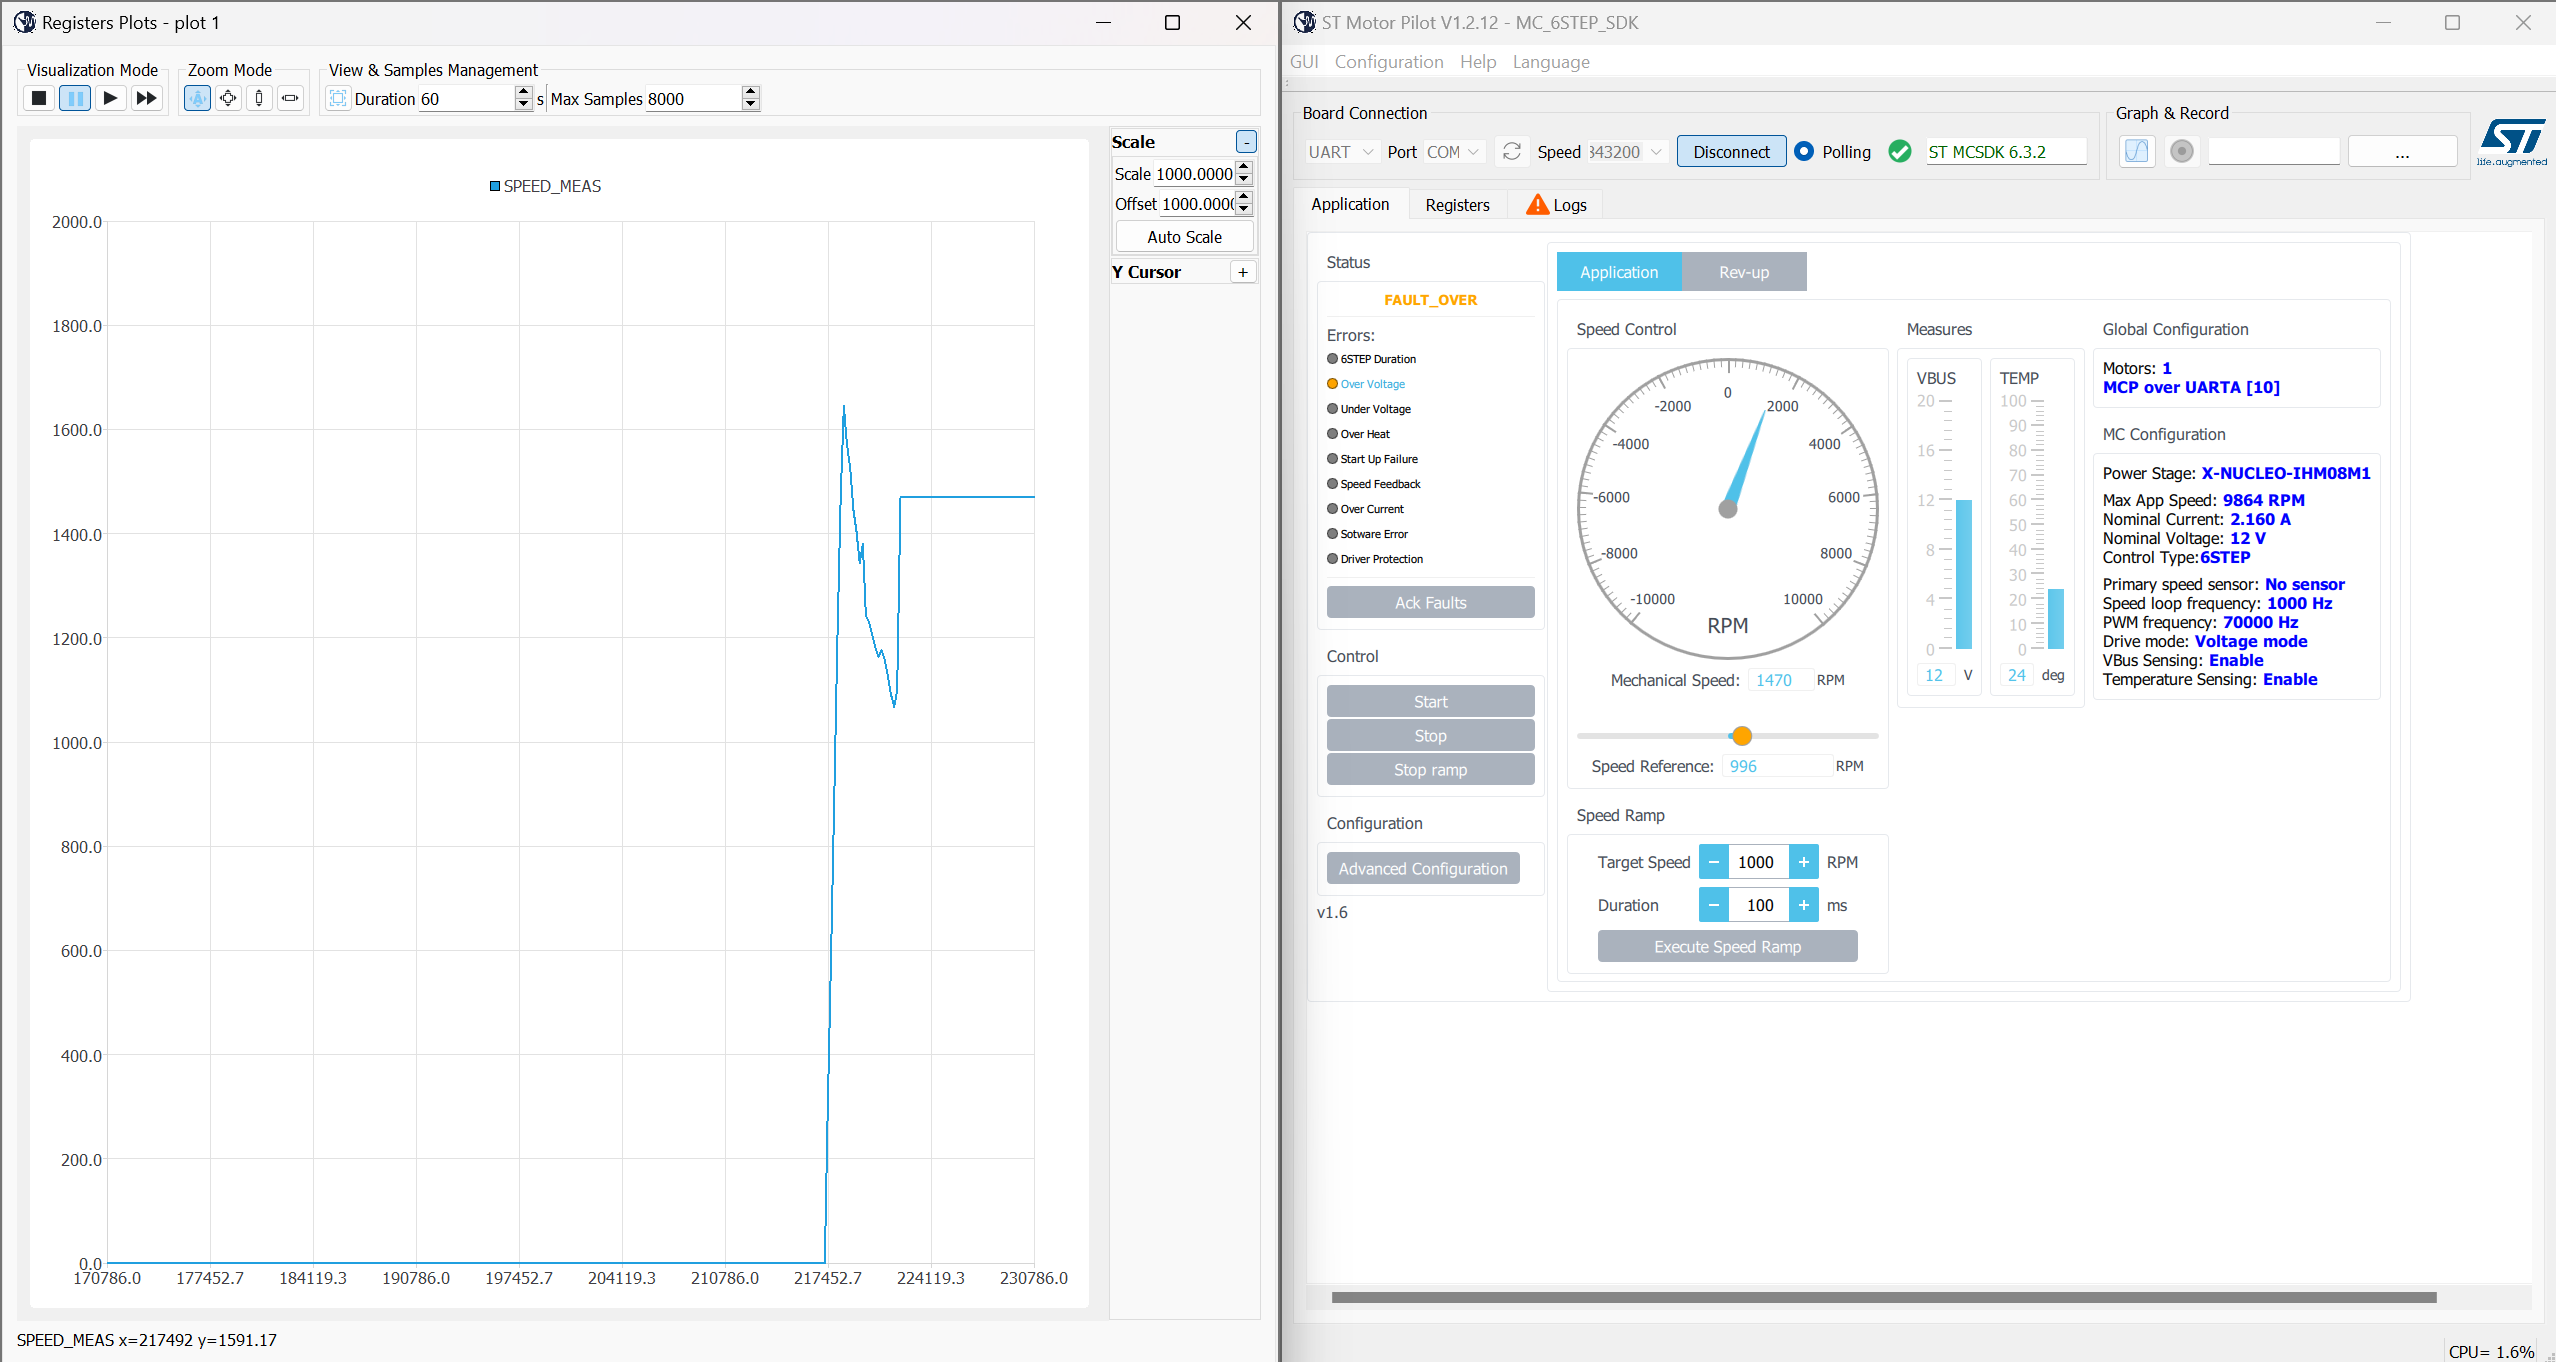 Registers Plots - plot 1
Visualization Mode
Zoom Mode
View & Samples Management
Duration 60 s
Max Samples 8000
SPEED_MEAS
2000.0
1800.0
1600.0
1400.0
1200.0
1000.0
800.0
600.0
400.0
200.0
0.0
170786.0 177452.7 184119.3 190786.0 197452.7 204119.3 210786.0 217452.7 224119.3 230786.0
Scale -
Scale 1000.0000
Offset 1000.000
Auto Scale
Y Cursor +
SPEED_MEAS x=217492 y=1591.17
ST Motor Pilot V1.2.12 - MC_6STEP_SDK
GUI Configuration Help Language
Board Connection
UART Port COM Speed 843200 Disconnect Polling ST MCSDK 6.3.2
Graph & Record
...
ST
life.augmented
Application Registers Logs
Status
FAULT_OVER
Errors:
6STEP Duration
Over Voltage
Under Voltage
Over Heat
Start Up Failure
Speed Feedback
Over Current
Sotware Error
Driver Protection
Ack Faults
Control
Start
Stop
Stop ramp
Configuration
Advanced Configuration
v1.6
Application Rev-up
Speed Control
0
-2000 2000
-4000 4000
-6000 6000
-8000 8000
-10000 10000
RPM
Mechanical Speed: 1470 RPM
Speed Reference: 996 RPM
Speed Ramp
Target Speed - 1000 + RPM
Duration - 100 + ms
Execute Speed Ramp
Measures
VBUS
20
16
12
8
4
0
12 V
TEMP
100
90
80
70
60
50
40
30
20
10
0
24 deg
Global Configuration
Motors: 1
MCP over UARTA [10]
MC Configuration
Power Stage: X-NUCLEO-IHM08M1
Max App Speed: 9864 RPM
Nominal Current: 2.160 A
Nominal Voltage: 12 V
Control Type:6STEP
Primary speed sensor: No sensor
Speed loop frequency: 1000 Hz
PWM frequency: 70000 Hz
Drive mode: Voltage mode
VBus Sensing: Enable
Temperature Sensing: Enable
CPU= 1.6%